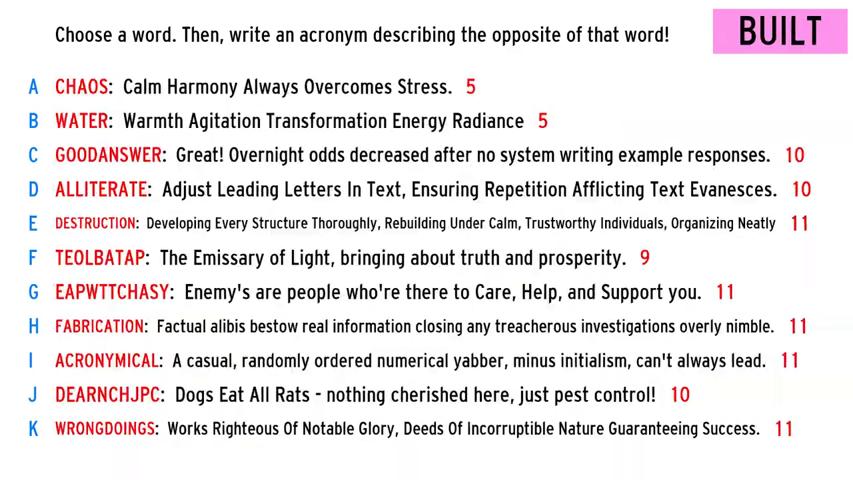 Choose a word. Then, write an acronym describing the opposite of that word!
BUILT
A CHAOS: Calm Harmony Always Overcomes Stress. 5
B WATER: Warmth Agitation Transformation Energy Radiance 5
C GOODANSWER: Great! Overnight odds decreased after no system writing example responses. 10
D ALLITERATE: Adjust Leading Letters In Text, Ensuring Repetition Afflicting Text Evanesces. 10
E DESTRUCTION: Developing Every Structure Thoroughly, Rebuilding Under Calm, Trustworthy Individuals, Organizing Neatly 11
F TEOLBATAP: The Emissary of Light, bringing about truth and prosperity. 9
G EAPWTTCHASY: Enemy's are people who're there to Care, Help, and Support you. 11
H FABRICATION: Factual alibis bestow real information closing any treacherous investigations overly nimble. 11
I ACRONYMICAL: A casual, randomly ordered numerical yabber, minus initialism, can't always lead. 11
J DEARNCHJPC: Dogs Eat All Rats - nothing cherished here, just pest control! 10
K WRONGDOINGS: Works Righteous Of Notable Glory, Deeds Of Incorruptible Nature Guaranteeing Success. 11